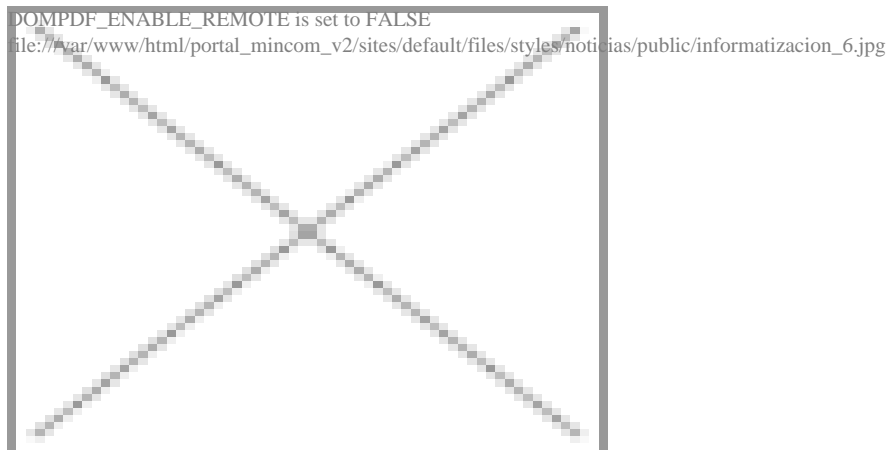 DOMPDF_ENABLE_REMOTE is set to FALSE
file:///var/www/html/portal_mincom_v2/sites/default/files/styles/noticias/public/informatizacion_6.jpg